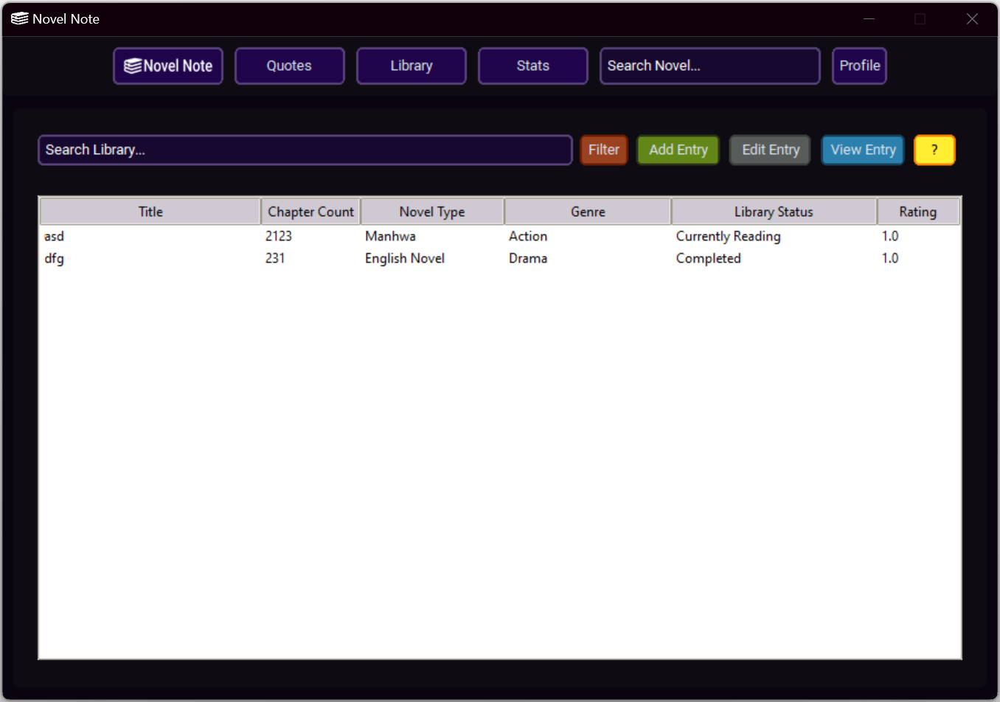 Novel Note
Novel Note Quotes Library Stats Search Novel... Profile
Search Library... Filter Add Entry Edit Entry View Entry ?
Title Chapter Count Novel Type Genre Library Status Rating
asd 2123 Manhwa Action Currently Reading 1.0
dfg 231 English Novel Drama Completed 1.0